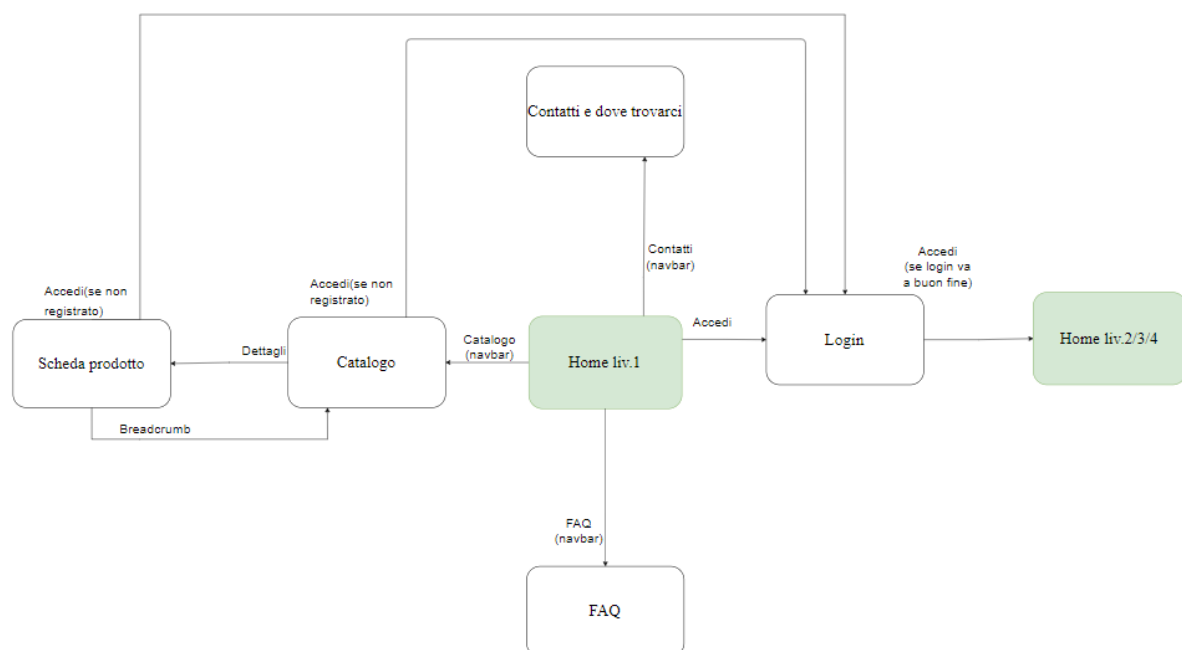 Contatti e dove trovarci
Contatti
(navbar)
Accedi
(se login va
a buon fine)
Accedi(se non
registrato)
Accedi(se non
registrato)
Scheda prodotto
Dettagli
Catalogo
Catalogo
(navbar)
Home liv.1
Accedi
Login
Home liv.2/3/4
Breadcrumb
FAQ
(navbar)
FAQ